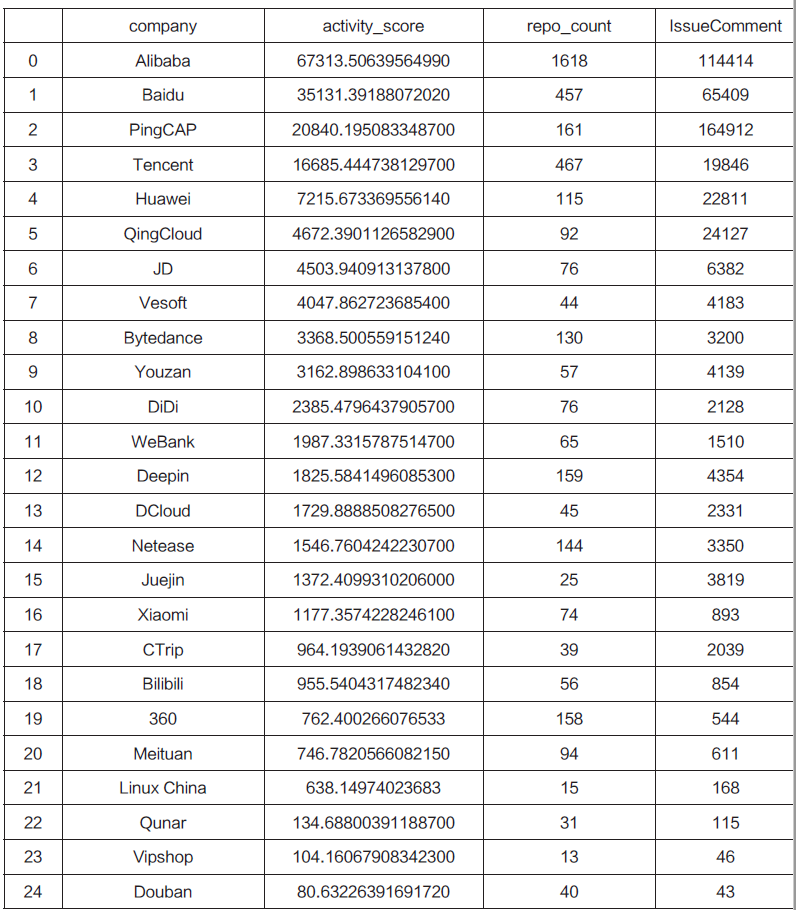 company activity_score repo_count IssueComment
0 Alibaba 67313.50639564990 1618 114414
1 Baidu 35131.39188072020 457 65409
2 PingCAP 20840.195083348700 161 164912
3 Tencent 16685.444738129700 467 19846
4 Huawei 7215.673369556140 115 22811
5 QingCloud 4672.3901126582900 92 24127
6 JD 4503.940913137800 76 6382
7 Vesoft 4047.862723685400 44 4183
8 Bytedance 3368.500559151240 130 3200
9 Youzan 3162.898633104100 57 4139
10 DiDi 2385.4796437905700 76 2128
11 WeBank 1987.3315787514700 65 1510
12 Deepin 1825.5841496085300 159 4354
13 DCloud 1729.8888508276500 45 2331
14 Netease 1546.7604242230700 144 3350
15 Juejin 1372.4099310206000 25 3819
16 Xiaomi 1177.3574228246100 74 893
17 CTrip 964.1939061432820 39 2039
18 Bilibili 955.5404317482340 56 854
19 360 762.400266076533 158 544
20 Meituan 746.7820566082150 94 611
21 Linux China 638.14974023683 15 168
22 Qunar 134.68800391188700 31 115
23 Vipshop 104.16067908342300 13 46
24 Douban 80.63226391691720 40 43